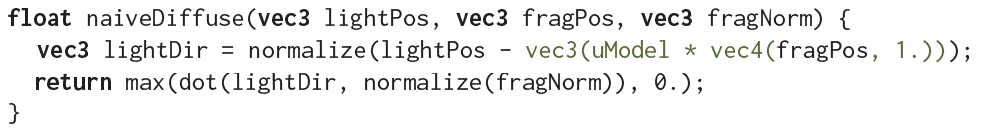 float naiveDiffuse(vec3 lightPos, vec3 fragPos, vec3 fragNorm) {
  vec3 lightDir = normalize(lightPos - vec3(uModel * vec4(fragPos, 1.)));
  return max(dot(lightDir, normalize(fragNorm)), 0.);
}